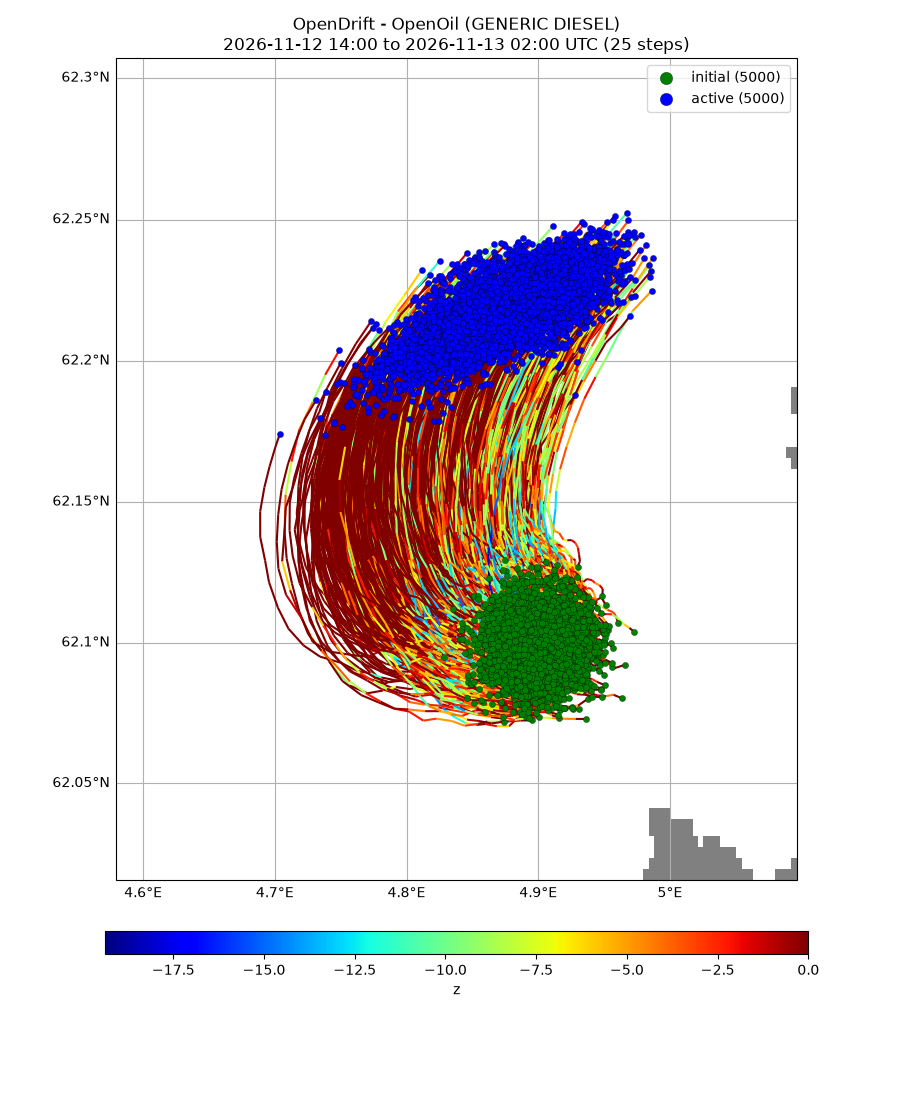 OpenDrift - OpenOil (GENERIC DIESEL)
2026-11-12 14:00 to 2026-11-13 02:00 UTC (25 steps)
initial (5000)
active (5000)
62.3°N
62.25°N
62.2°N
62.15°N
62.1°N
62.05°N
4.6°E 4.7°E 4.8°E 4.9°E 5°E
−17.5 −15.0 −12.5 −10.0 −7.5 −5.0 −2.5 0.0
z